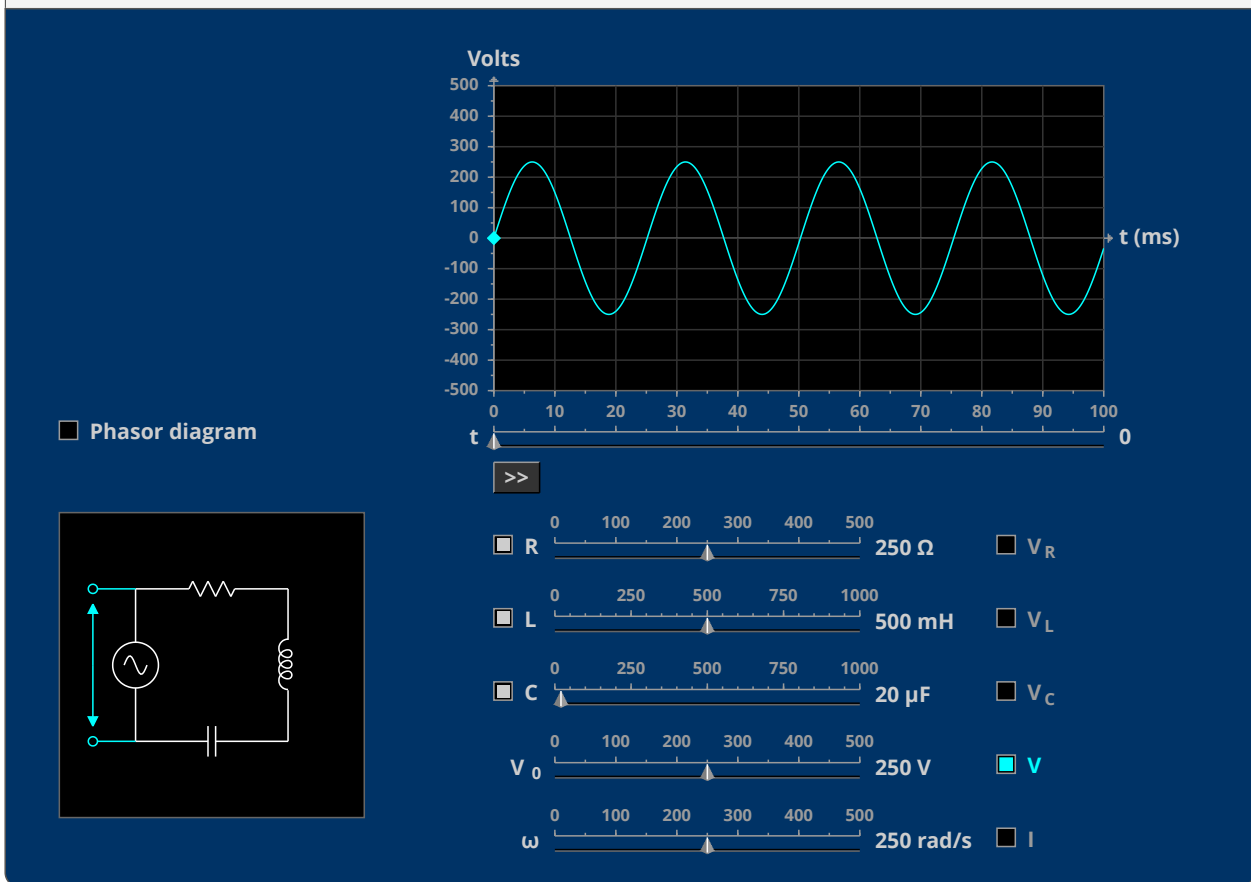 Volts
500
400
300
200
100
0
-100
-200
-300
-400
-500
t (ms)
0 10 20 30 40 50 60 70 80 90 100
Phasor diagram
t 0
>>
0 100 200 300 400 500
R 250 Ω V R
0 250 500 750 1000
L 500 mH V L
0 250 500 750 1000
C 20 µF V C
0 100 200 300 400 500
V 0 250 V V
0 100 200 300 400 500
ω 250 rad/s I